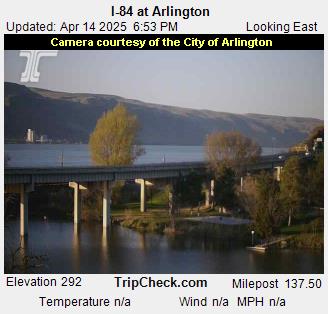 I-84 at Arlington
Updated: Apr 14 2025 6:53 PM Looking East
Camera courtesy of the City of Arlington
Elevation 292 TripCheck.com Milepost 137.50
Temperature n/a Wind n/a MPH n/a